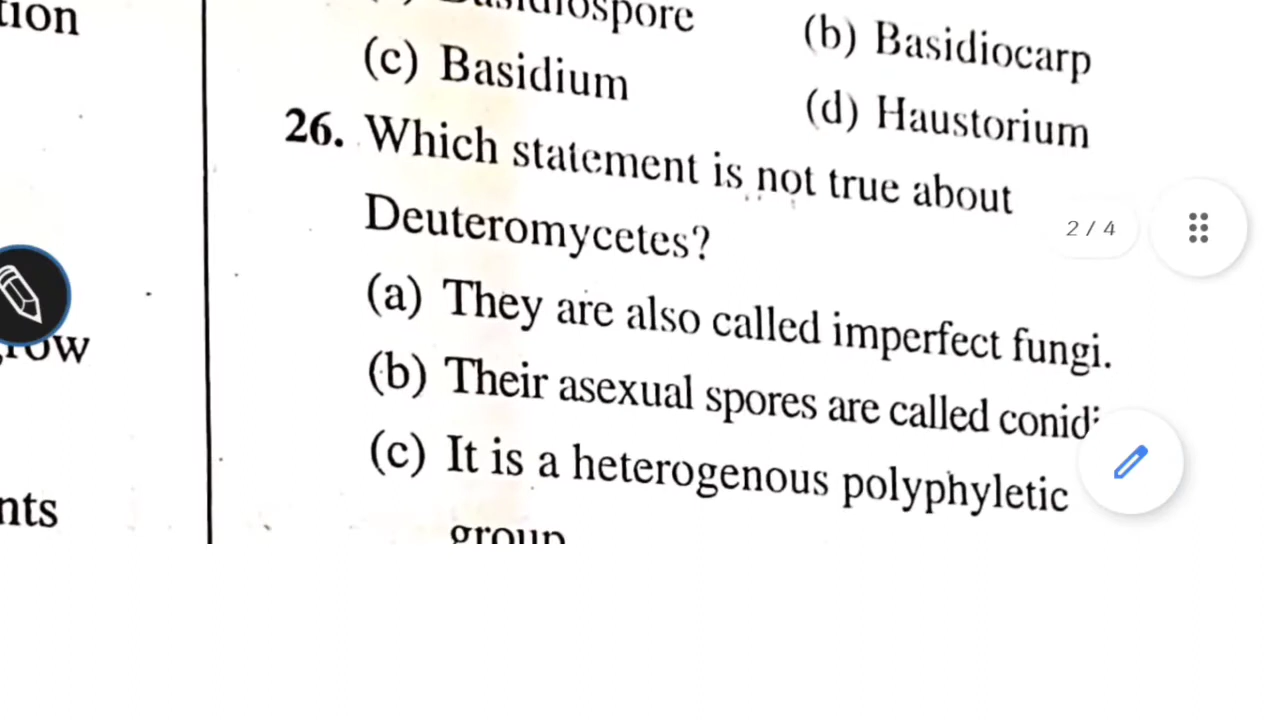 tion
row
nts
(b) Basidiocarp
(c) Basidium
(d) Haustorium
26. Which statement is not true about
Deuteromycetes?
(a) They are also called imperfect fungi.
(b) Their asexual spores are called
(c) It is a heterogenous polyphyletic
group
2 / 4